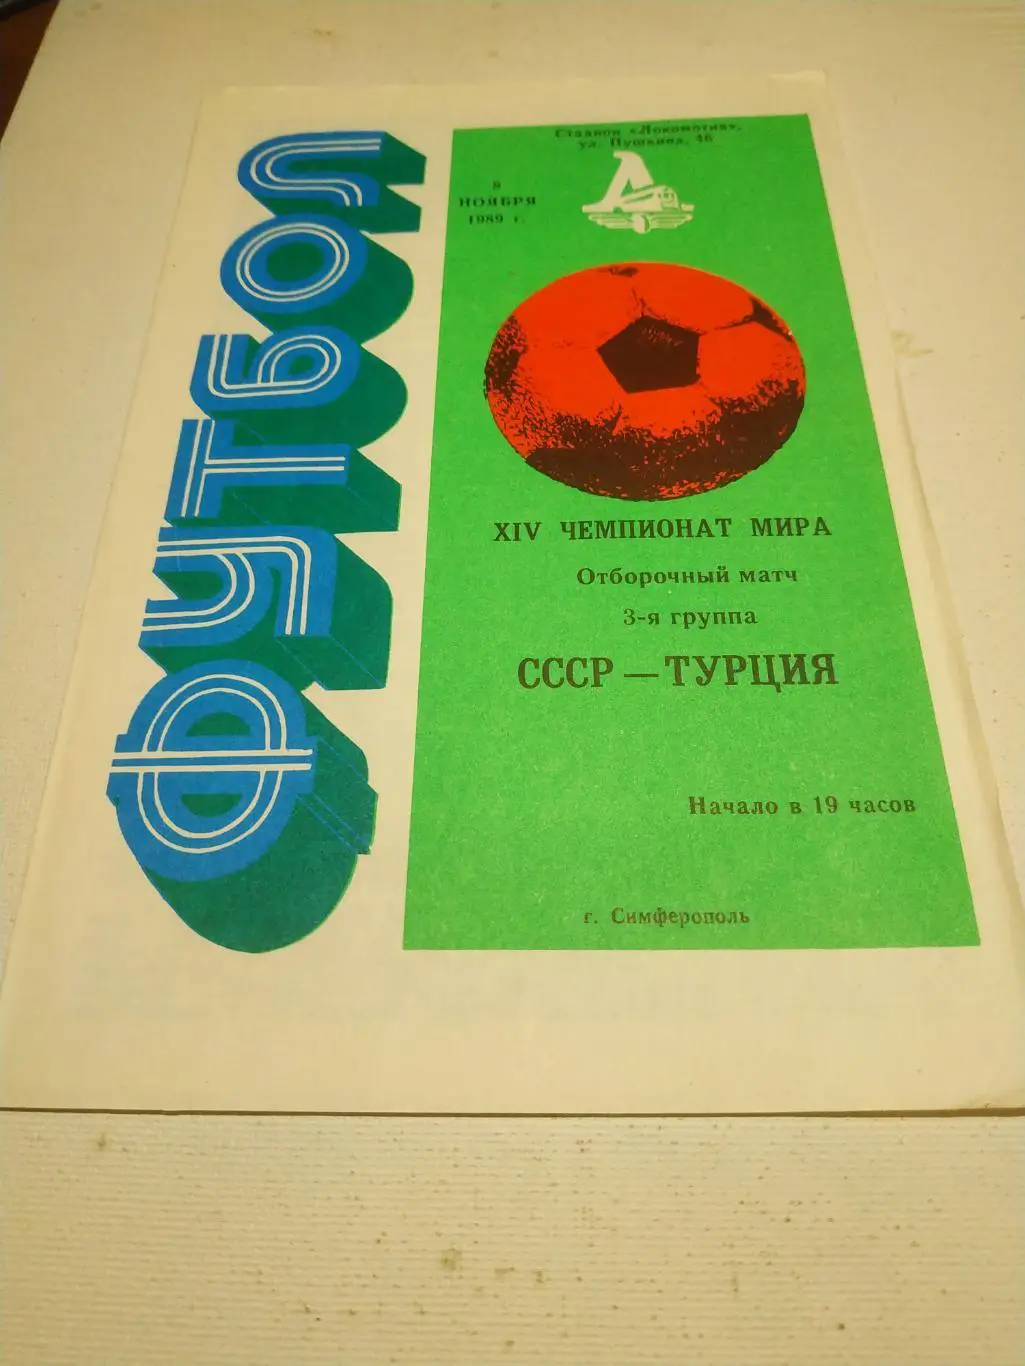 ФУТБОЛ
Стадион «Локомотив»,
ул. Пушкина, 46
8
НОЯБРЯ
1989 г.
XIV ЧЕМПИОНАТ МИРА
Отборочный матч
3-я группа
СССР — ТУРЦИЯ
Начало в 19 часов
г. Симферополь